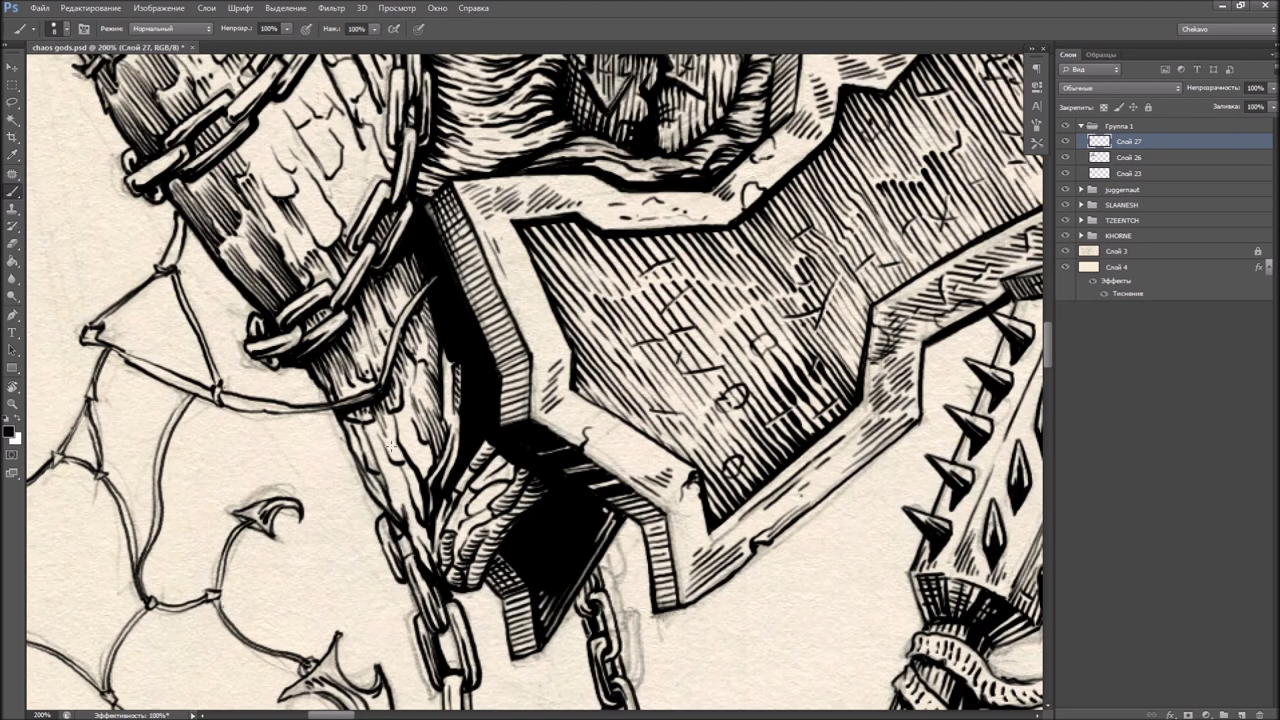 Ps Файл Редактирование Изображение Слои Шрифт Выделение Фильтр 3D Просмотр Окно Справка
Режим: Нормальный Непрозр.: 100% Наж.: 100% Chekavo
chaos gods.psd @ 200% (Слой 27, RGB/8) * ×
Слои Образцы
Вид
Обычные Непрозрачность: 100%
Закрепить: Заливка: 100%
Группа 1
Слой 27
Слой 26
Слой 23
juggernaut
SLAANESH
TZEENTCH
KHORNE
Слой 3
Слой 4 fx
Эффекты
Тиснение
200% Эффективность: 100%*